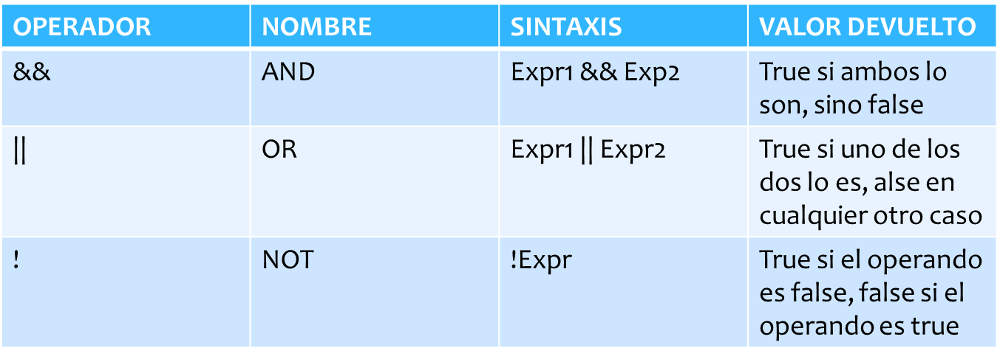 OPERADOR NOMBRE SINTAXIS VALOR DEVUELTO
&& AND Expr1 && Exp2 True si ambos lo
son, sino false
|| OR Expr1 || Expr2 True si uno de los
dos lo es, alse en
cualquier otro caso
! NOT !Expr True si el operando
es false, false si el
operando es true